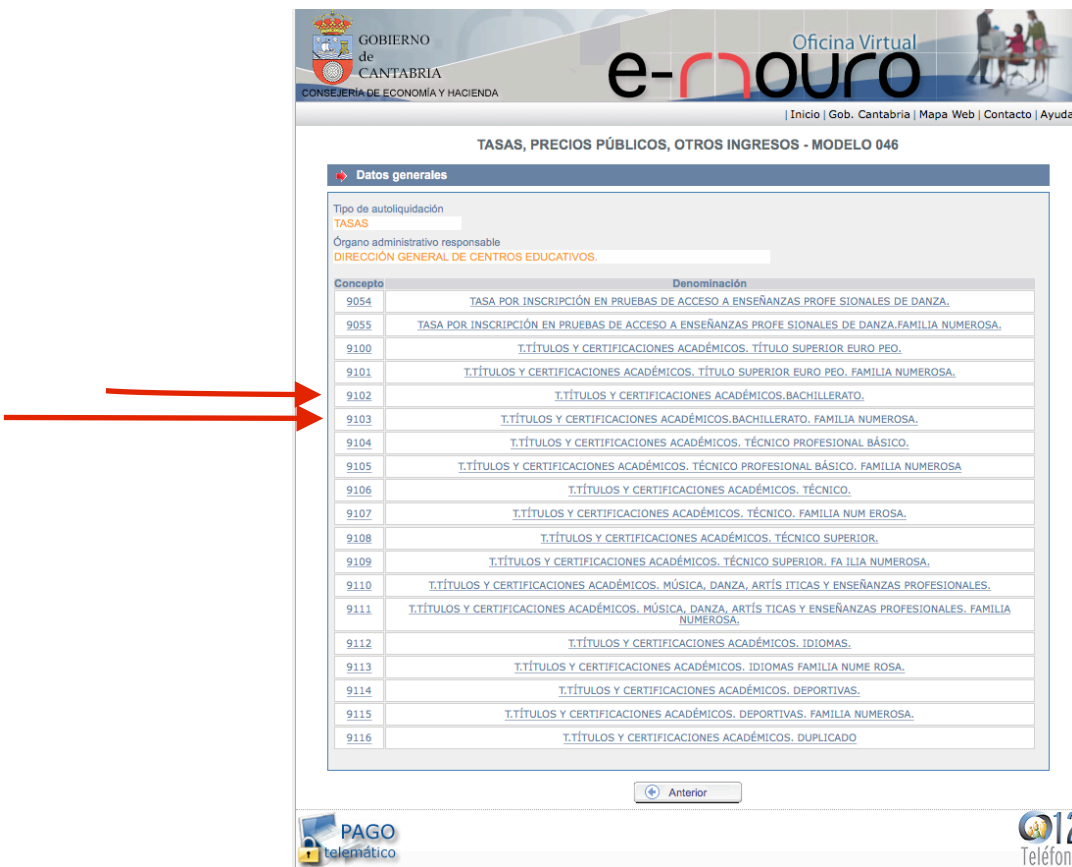 GOBIERNO
de
CANTABRIA
CONSEJERÍA DE ECONOMÍA Y HACIENDA
Oficina Virtual
e-mouro
| Inicio | Gob. Cantabria | Mapa Web | Contacto | Ayuda
TASAS, PRECIOS PÚBLICOS, OTROS INGRESOS - MODELO 046
Datos generales
Tipo de autoliquidación
TASAS
Órgano administrativo responsable
DIRECCIÓN GENERAL DE CENTROS EDUCATIVOS.
Concepto Denominación
9054 TASA POR INSCRIPCIÓN EN PRUEBAS DE ACCESO A ENSEÑANZAS PROFE SIONALES DE DANZA.
9055 TASA POR INSCRIPCIÓN EN PRUEBAS DE ACCESO A ENSEÑANZAS PROFE SIONALES DE DANZA.FAMILIA NUMEROSA.
9100 T.TÍTULOS Y CERTIFICACIONES ACADÉMICOS. TÍTULO SUPERIOR EURO PEO.
9101 T.TÍTULOS Y CERTIFICACIONES ACADÉMICOS. TÍTULO SUPERIOR EURO PEO. FAMILIA NUMEROSA.
9102 T.TÍTULOS Y CERTIFICACIONES ACADÉMICOS.BACHILLERATO.
9103 T.TÍTULOS Y CERTIFICACIONES ACADÉMICOS.BACHILLERATO. FAMILIA NUMEROSA.
9104 T.TÍTULOS Y CERTIFICACIONES ACADÉMICOS. TÉCNICO PROFESIONAL BÁSICO.
9105 T.TÍTULOS Y CERTIFICACIONES ACADÉMICOS. TÉCNICO PROFESIONAL BÁSICO. FAMILIA NUMEROSA
9106 T.TÍTULOS Y CERTIFICACIONES ACADÉMICOS. TÉCNICO.
9107 T.TÍTULOS Y CERTIFICACIONES ACADÉMICOS. TÉCNICO. FAMILIA NUM EROSA.
9108 T.TÍTULOS Y CERTIFICACIONES ACADÉMICOS. TÉCNICO SUPERIOR.
9109 T.TÍTULOS Y CERTIFICACIONES ACADÉMICOS. TÉCNICO SUPERIOR. FA ILIA NUMEROSA.
9110 T.TÍTULOS Y CERTIFICACIONES ACADÉMICOS. MÚSICA, DANZA, ARTÍS ITICAS Y ENSEÑANZAS PROFESIONALES.
9111 T.TÍTULOS Y CERTIFICACIONES ACADÉMICOS. MÚSICA, DANZA, ARTÍS TICAS Y ENSEÑANZAS PROFESIONALES. FAMILIA
NUMEROSA.
9112 T.TÍTULOS Y CERTIFICACIONES ACADÉMICOS. IDIOMAS.
9113 T.TÍTULOS Y CERTIFICACIONES ACADÉMICOS. IDIOMAS FAMILIA NUME ROSA.
9114 T.TÍTULOS Y CERTIFICACIONES ACADÉMICOS. DEPORTIVAS.
9115 T.TÍTULOS Y CERTIFICACIONES ACADÉMICOS. DEPORTIVAS. FAMILIA NUMEROSA.
9116 T.TÍTULOS Y CERTIFICACIONES ACADÉMICOS. DUPLICADO
Anterior
PAGO
telemático
012
Teléfon